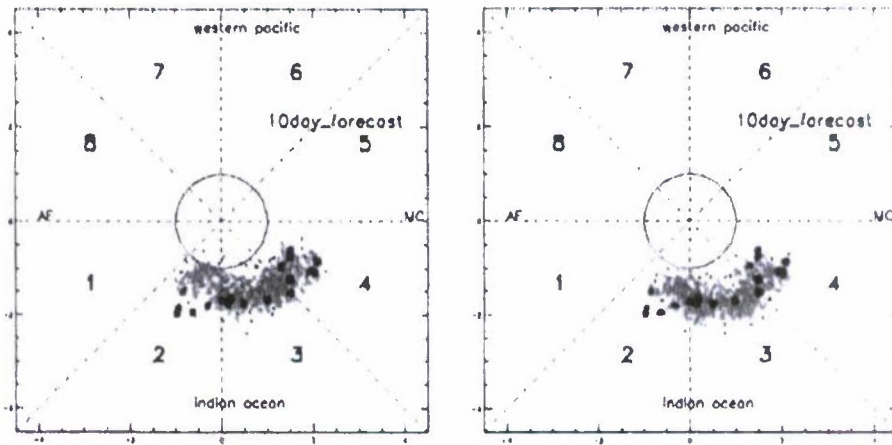 western pacific
7 6
10day_forecast
8 5
AF MC
1 4
2 3
indian ocean
western pacific
7 6
10day_forecast
8 5
AF MC
1 4
2 3
indian ocean